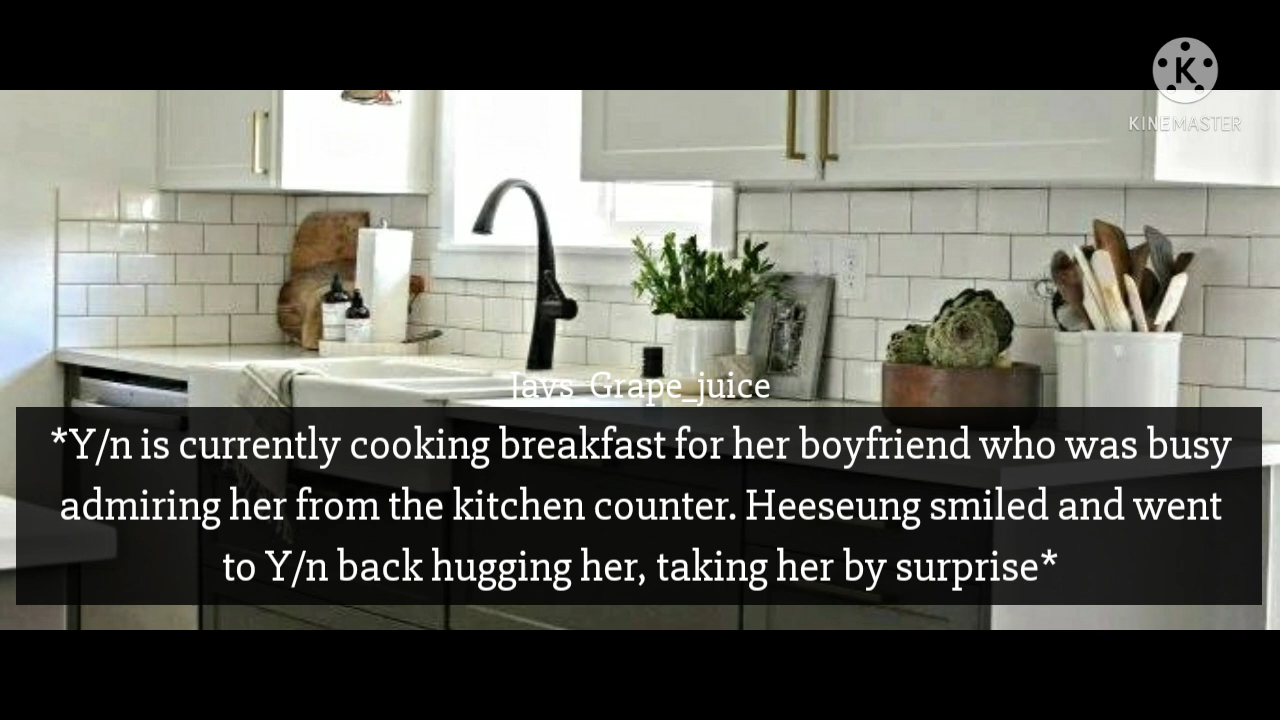 K
KINEMASTER
Jays_Grape_juice
*Y/n is currently cooking breakfast for her boyfriend who was busy
admiring her from the kitchen counter. Heeseung smiled and went
to Y/n back hugging her, taking her by surprise*